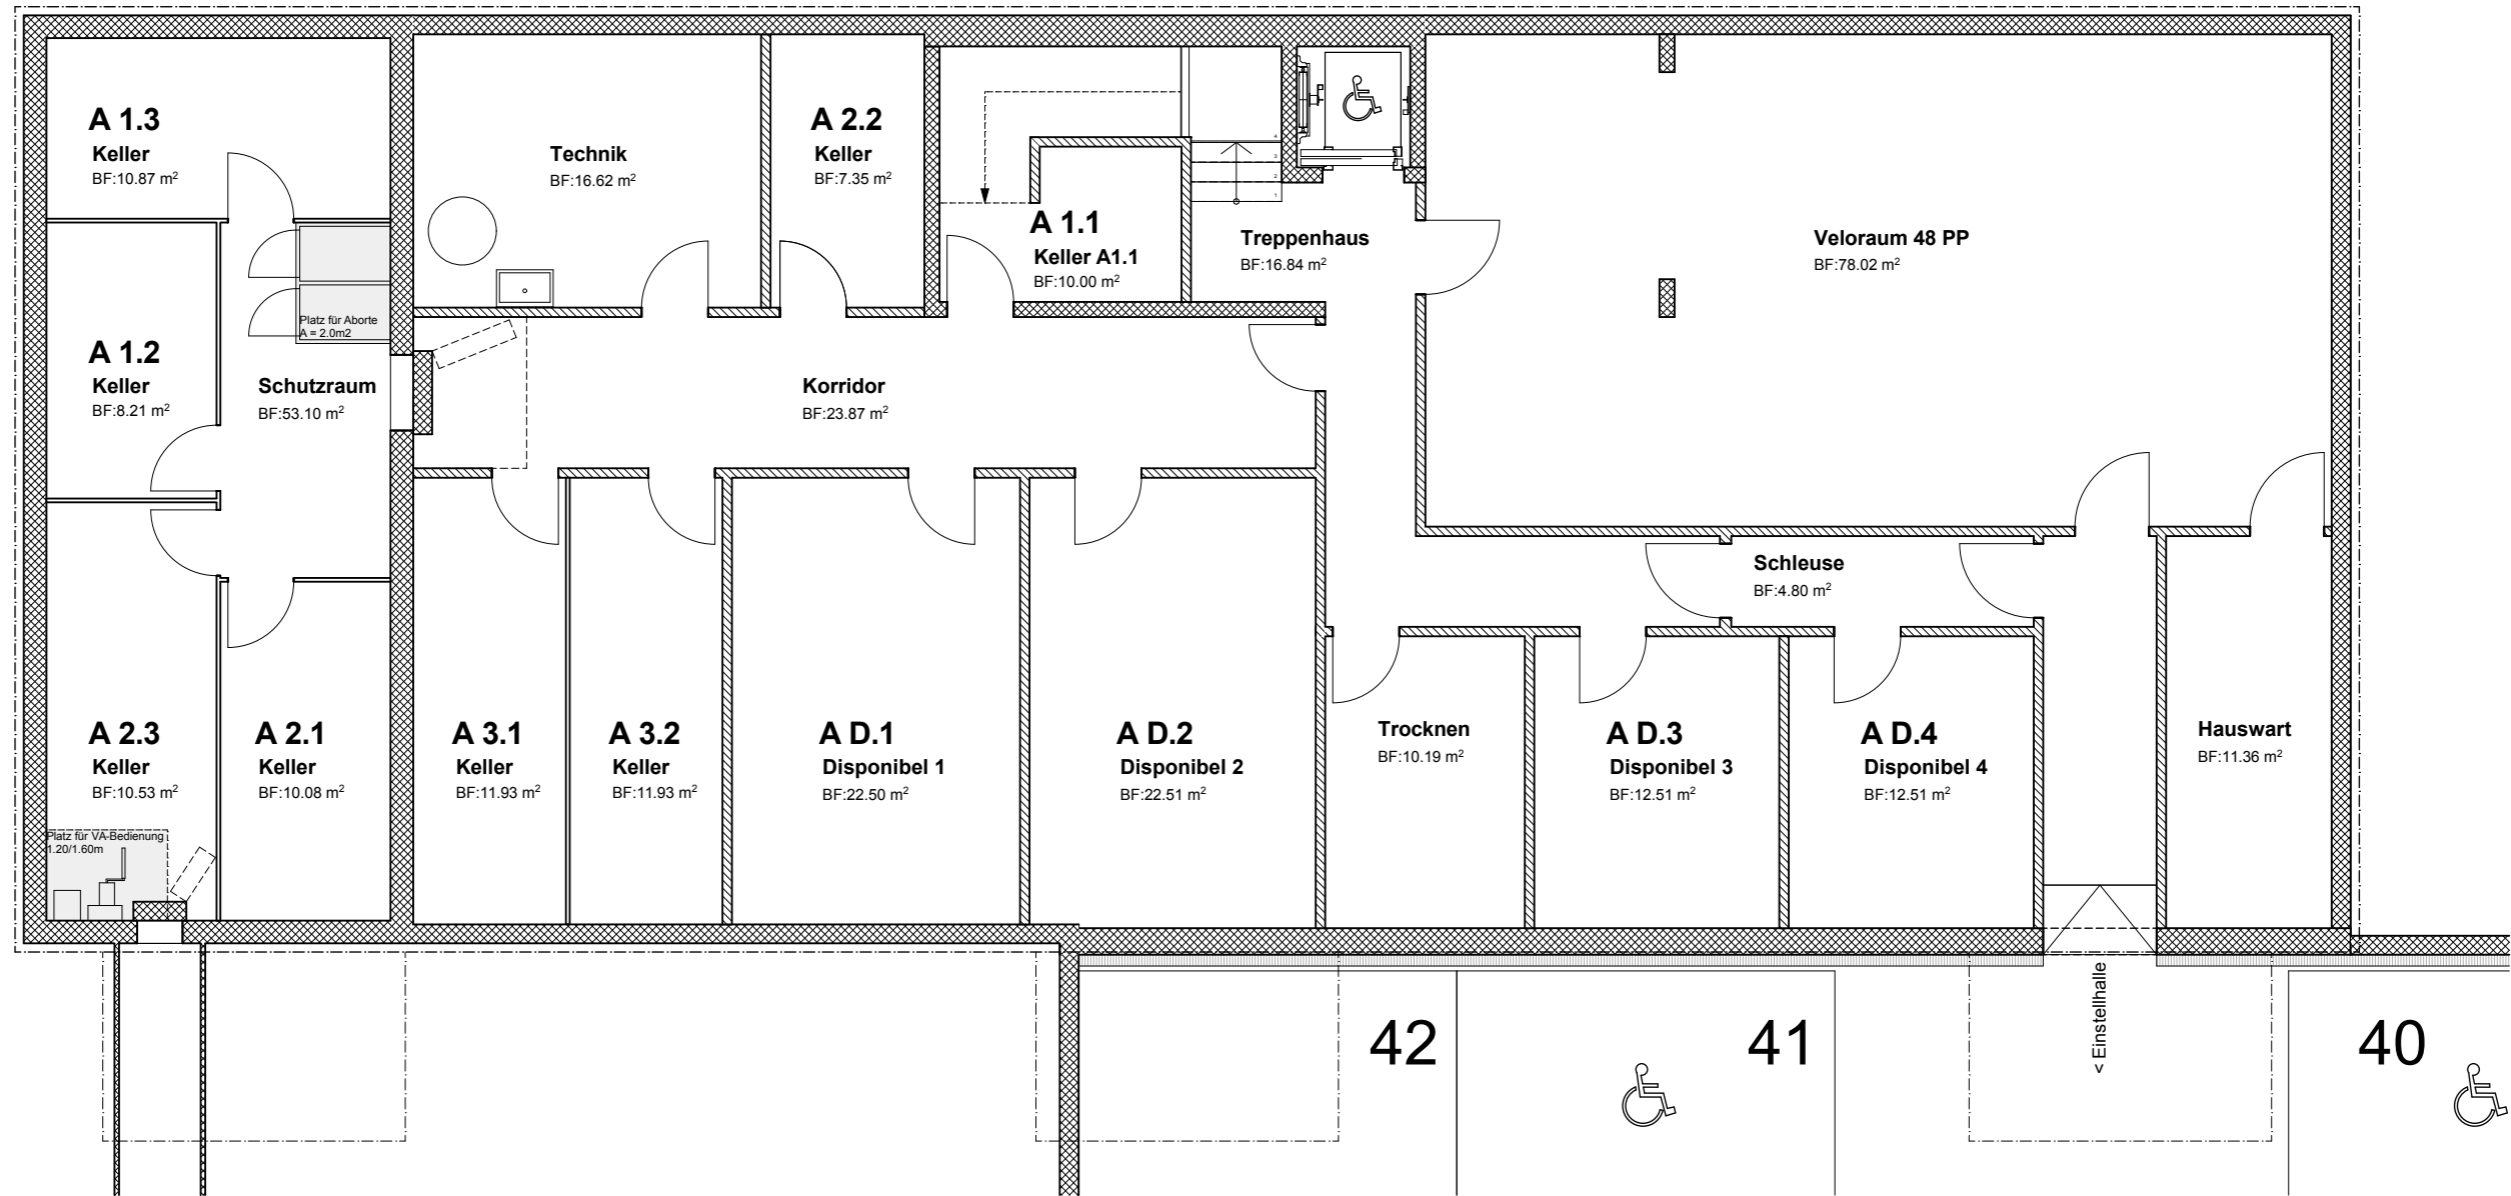 A 1.3
Keller
BF:10.87 m²
Technik
BF:16.62 m²
A 2.2
Keller
BF:7.35 m²
4
3
2
1
A 1.1
Keller A1.1
BF:10.00 m²
Treppenhaus
BF:16.84 m²
Veloraum 48 PP
BF:78.02 m²
Platz für Aborte
A = 2.0m2
A 1.2
Keller
BF:8.21 m²
Schutzraum
BF:53.10 m²
Korridor
BF:23.87 m²
Schleuse
BF:4.80 m²
A 2.3
Keller
BF:10.53 m²
A 2.1
Keller
BF:10.08 m²
A 3.1
Keller
BF:11.93 m²
A 3.2
Keller
BF:11.93 m²
A D.1
Disponibel 1
BF:22.50 m²
A D.2
Disponibel 2
BF:22.51 m²
Trocknen
BF:10.19 m²
A D.3
Disponibel 3
BF:12.51 m²
A D.4
Disponibel 4
BF:12.51 m²
Hauswart
BF:11.36 m²
Platz für VA-Bedienung
1.20/1.60m
42
41
< Einstellhalle
40